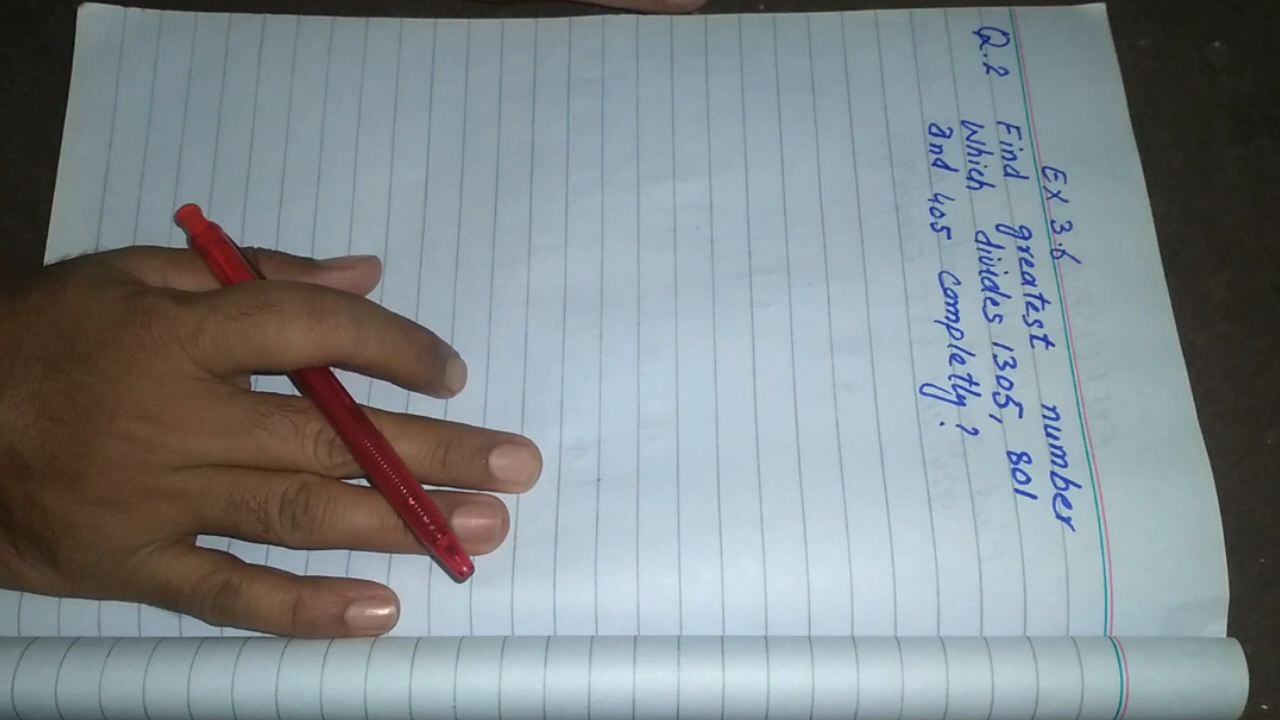 EX 3.6
Q.2 Find greatest number
Which divides 1305, 801
and 405 completly?